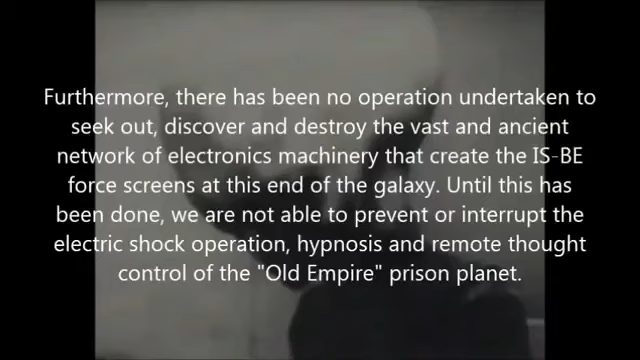 Furthermore, there has been no operation undertaken to
seek out, discover and destroy the vast and ancient
network of electronics machinery that create the IS-BE
force screens at this end of the galaxy. Until this has
been done, we are not able to prevent or interrupt the
electric shock operation, hypnosis and remote thought
control of the "Old Empire" prison planet.